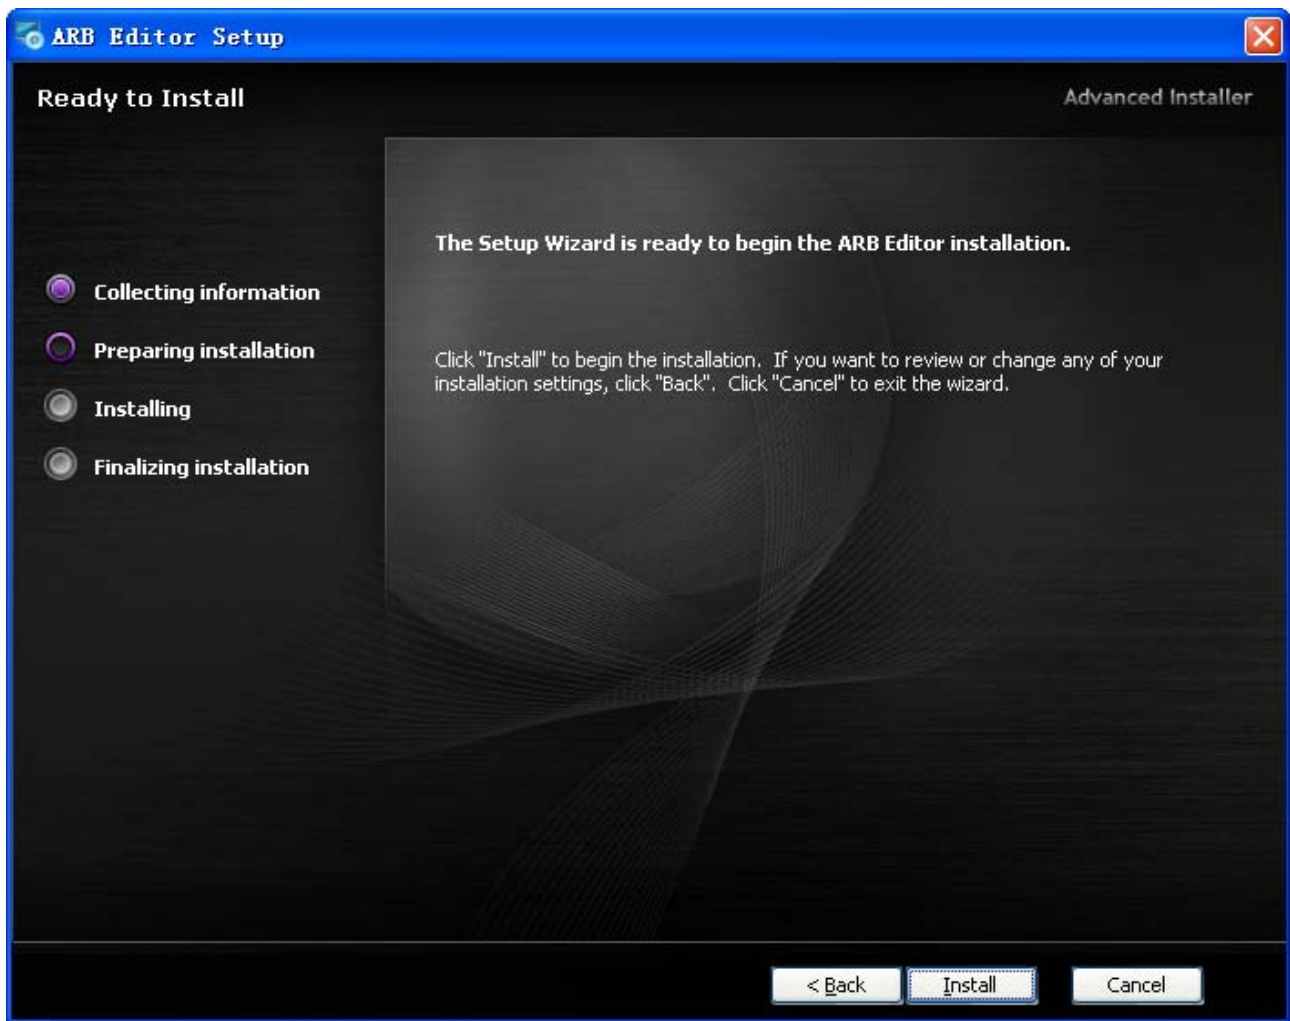 ARB Editor Setup
Ready to Install
Advanced Installer
The Setup Wizard is ready to begin the ARB Editor installation.
Collecting information
Preparing installation
Click "Install" to begin the installation.  If you want to review or change any of your
installation settings, click "Back".  Click "Cancel" to exit the wizard.
Installing
Finalizing installation
< Back
Install
Cancel